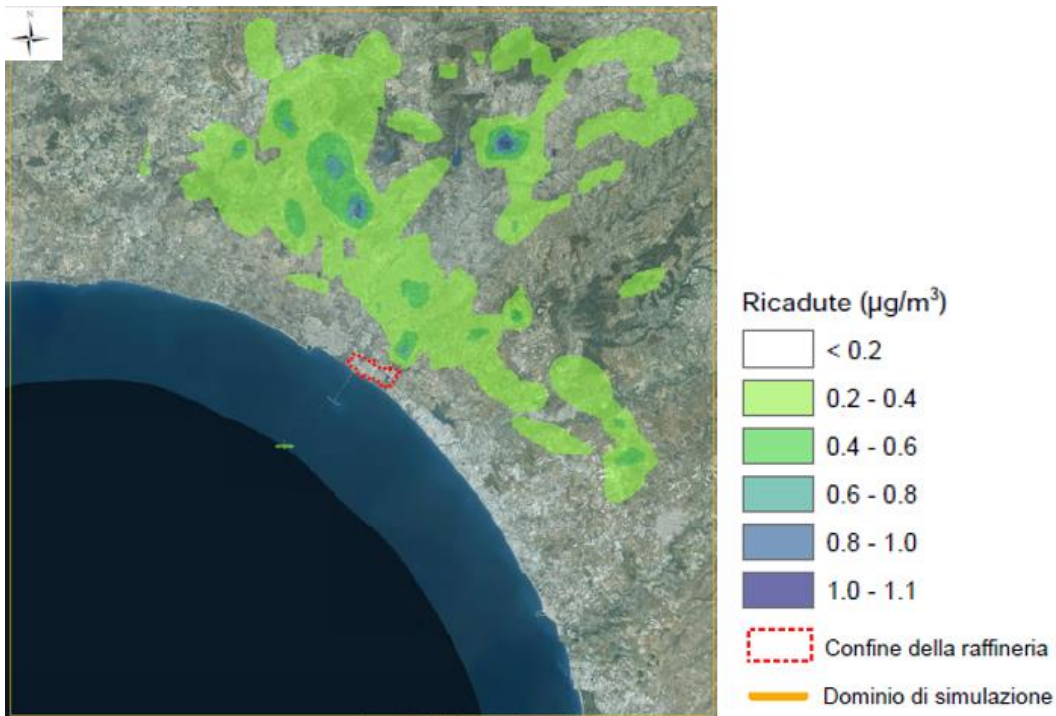 N
Ricadute (µg/m³)
< 0.2
0.2 - 0.4
0.4 - 0.6
0.6 - 0.8
0.8 - 1.0
1.0 - 1.1
Confine della raffineria
Dominio di simulazione